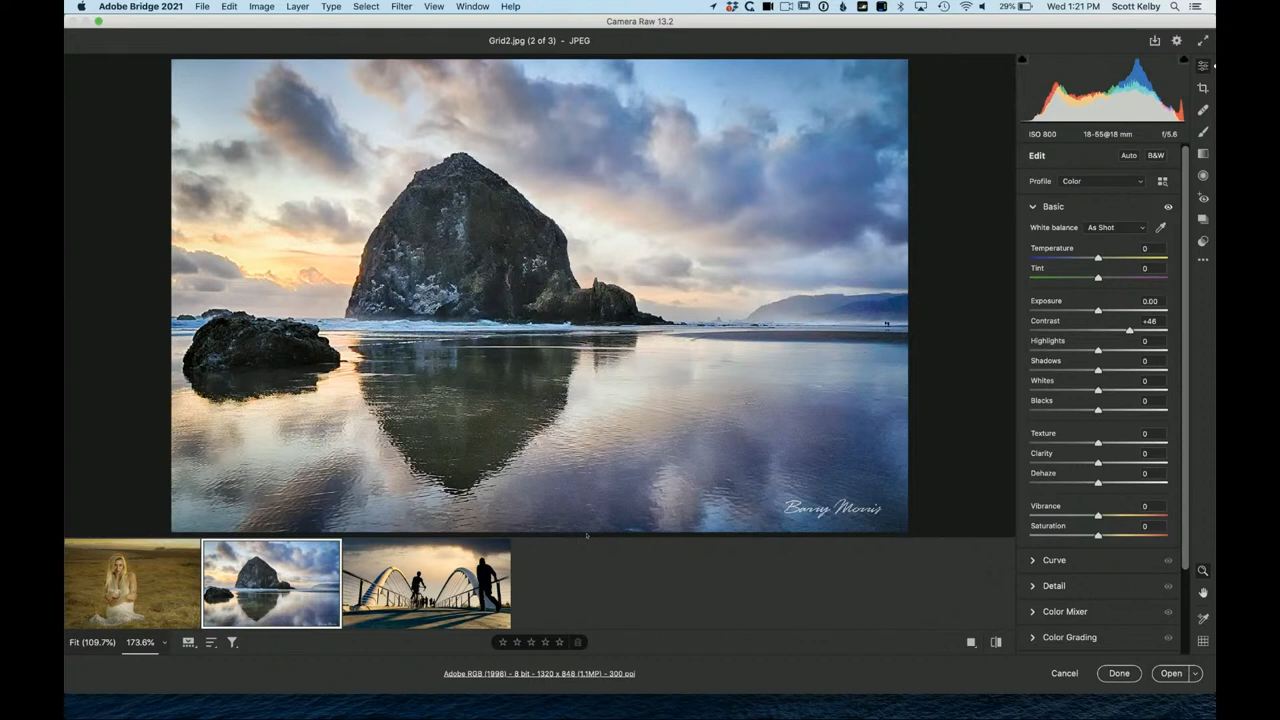 Adobe Bridge 2021 File Edit Image Layer Type Select Filter View Window Help 29% Wed 1:21 PM Scott Kelby
Camera Raw 13.2
Grid2.jpg (2 of 3) - JPEG
ISO 800 18-55@18 mm f/5.6
Edit Auto B&W
Profile Color
Basic
White balance As Shot
Temperature 0
Tint 0
Exposure 0.00
Contrast +46
Highlights 0
Shadows 0
Whites 0
Blacks 0
Texture 0
Clarity 0
Dehaze 0
Vibrance 0
Saturation 0
Curve
Detail
Color Mixer
Color Grading
Barry Morris
Fit (109.7%) 173.6%
Adobe RGB (1998) - 8 bit - 1320 x 848 (1.1MP) - 300 ppi
Cancel Done Open